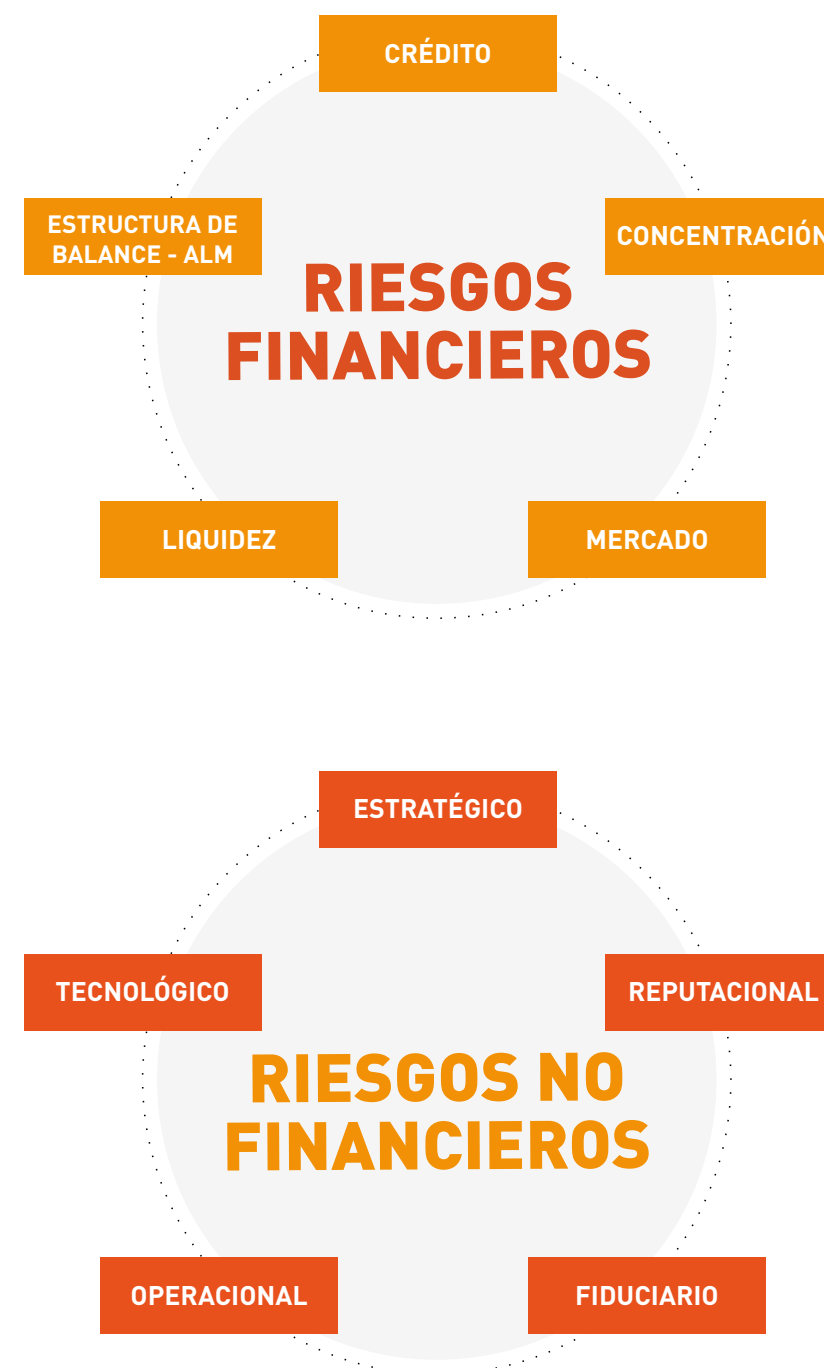 CRÉDITO
ESTRUCTURA DE
BALANCE - ALM
CONCENTRACIÓN
RIESGOS
FINANCIEROS
LIQUIDEZ
MERCADO
ESTRATÉGICO
TECNOLÓGICO
REPUTACIONAL
RIESGOS NO
FINANCIEROS
OPERACIONAL
FIDUCIARIO